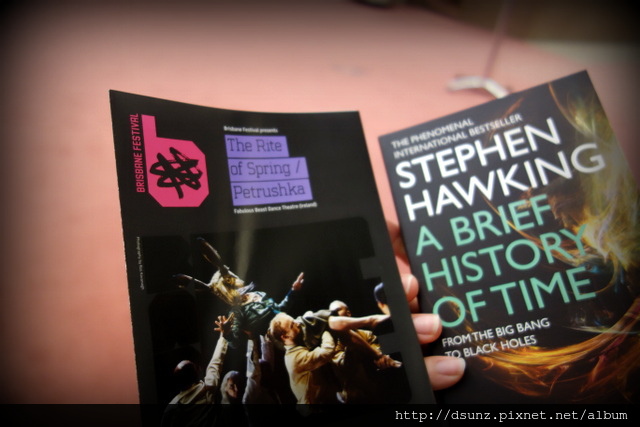 BRISBANE FESTIVAL
Brisbane Festival presents
The Rite
of Spring /
Petrushka
Fabulous Beast Dance Theatre (Ireland)
THE PHENOMENAL
INTERNATIONAL BESTSELLER
STEPHEN
HAWKING
A BRIEF
HISTORY
OF TIME
FROM THE BIG BANG
TO BLACK HOLES
http://dsunz.pixnet.net/album